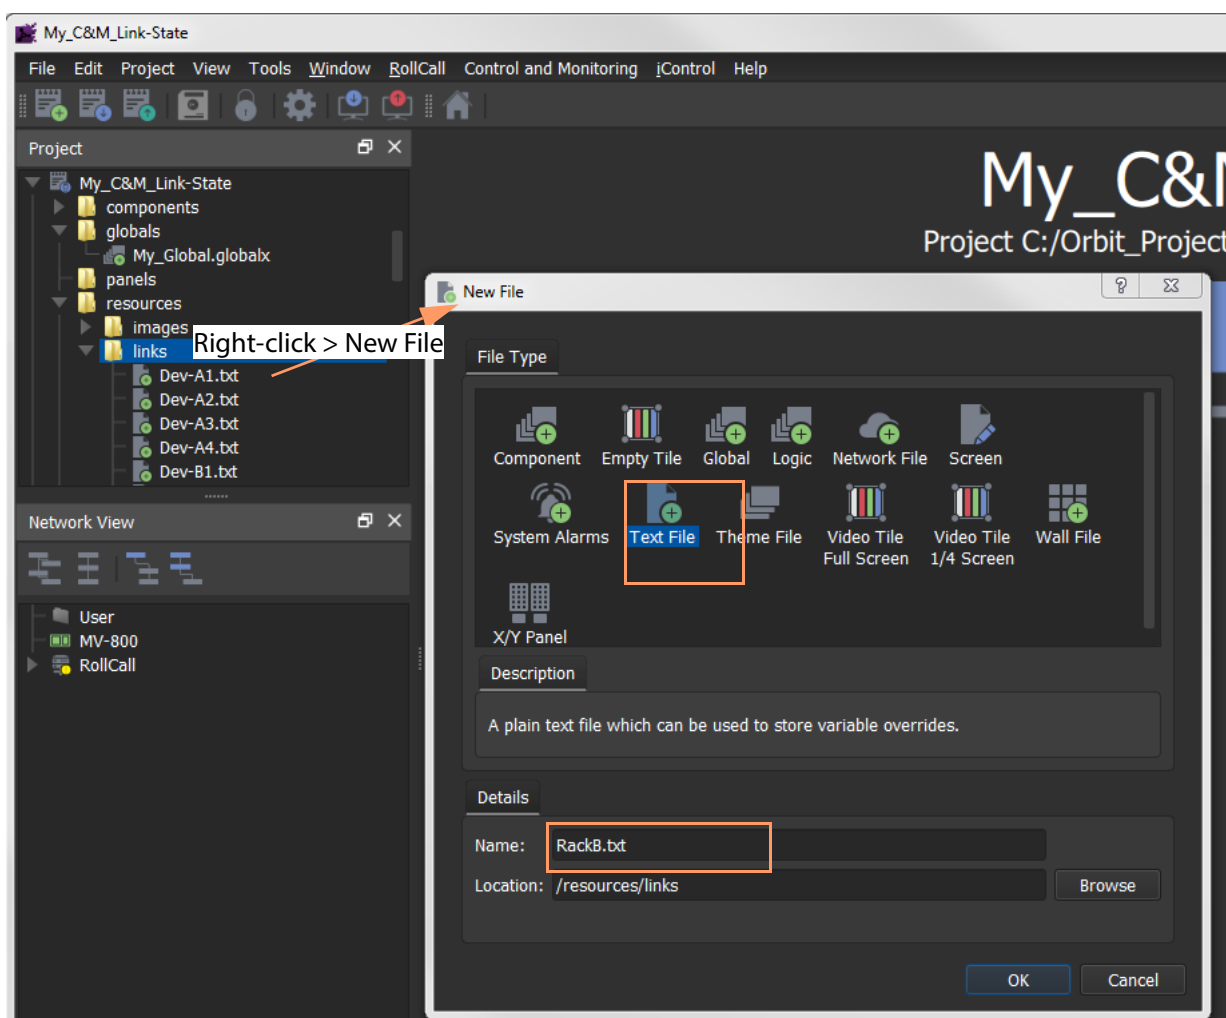 My_C&M_Link-State
File Edit Project View Tools Window RollCall Control and Monitoring iControl Help
Project
My_C&M_Link-State
components
globals
My_Global.globalx
panels
resources
images
links
Dev-A1.txt
Dev-A2.txt
Dev-A3.txt
Dev-A4.txt
Dev-B1.txt
Right-click > New File
Network View
User
MV-800
RollCall
My_C&M
Project C:/Orbit_Project
New File
File Type
Component Empty Tile Global Logic Network File Screen
System Alarms Text File Theme File Video Tile Full Screen Video Tile 1/4 Screen Wall File
X/Y Panel
Description
A plain text file which can be used to store variable overrides.
Details
Name: RackB.txt
Location: /resources/links Browse
OK Cancel